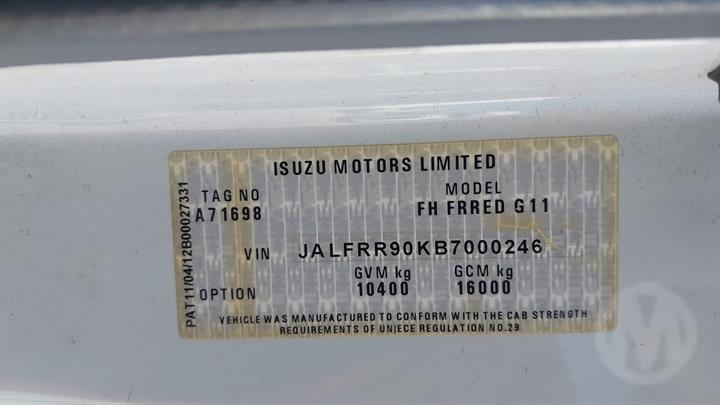 ISUZU MOTORS LIMITED
TAG NO MODEL
A71698 FH FRRED G11
VIN JALFRR90KB7000246
GVM kg GCM kg
OPTION 10400 16000
VEHICLE WAS MANUFACTURED TO CONFORM WITH THE CAB STRENGTH
REQUIREMENTS OF UN/ECE REGULATION NO.29
PAT11/04/12B00027331
M